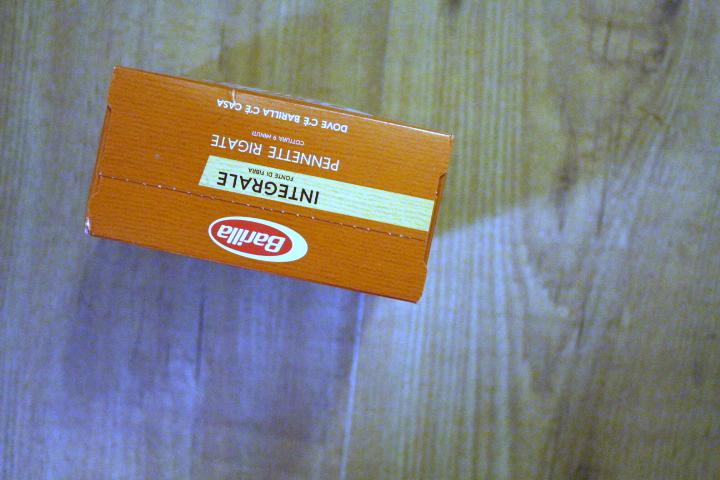 Barilla
INTEGRALE
FONTE DI FIBRA
PENNETTE RIGATE
COTTURA 9 MINUTI
DOVE C'È BARILLA C'È CASA